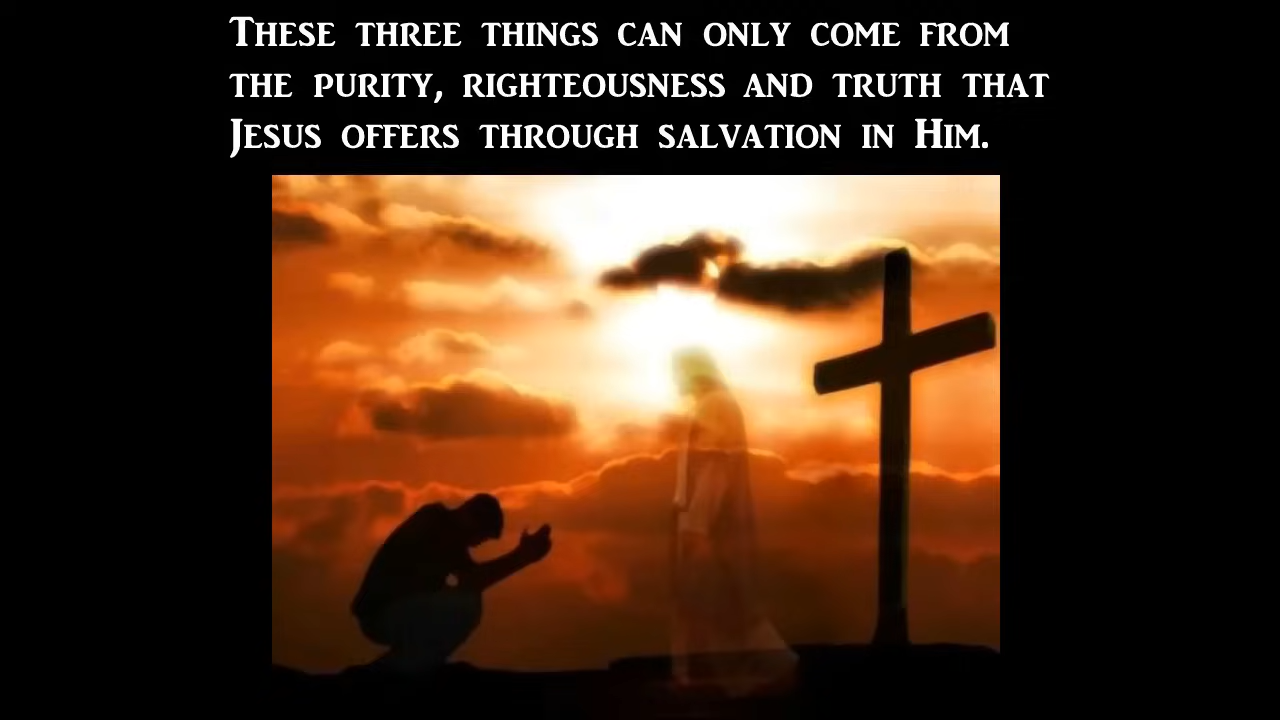 These three things can only come from
the purity, righteousness and truth that
Jesus offers through salvation in Him.